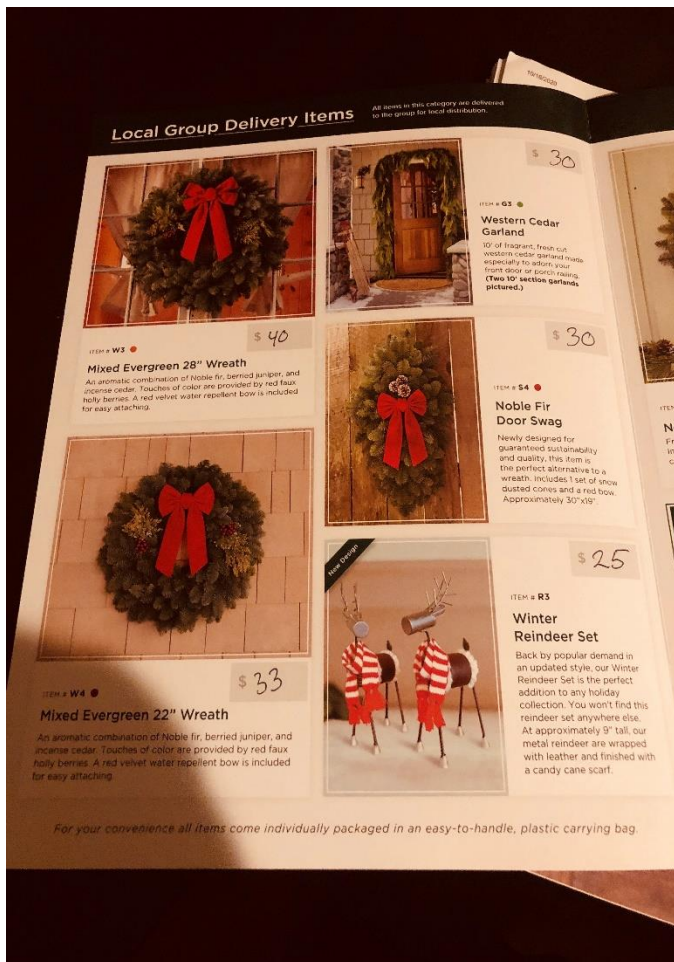 10/18/2020
Local Group Delivery Items
All items in this category are delivered
to the group for local distribution.
$ 40
ITEM # W3
Mixed Evergreen 28" Wreath
An aromatic combination of Noble fir, berried juniper, and
incense cedar. Touches of color are provided by red faux
holly berries. A red velvet water repellent bow is included
for easy attaching.
$ 33
ITEM # W4
Mixed Evergreen 22" Wreath
An aromatic combination of Noble fir, berried juniper, and
incense cedar. Touches of color are provided by red faux
holly berries. A red velvet water repellent bow is included
for easy attaching.
$ 30
ITEM # G3
Western Cedar
Garland
10' of fragrant, fresh cut
western cedar garland made
especially to adorn your
front door or porch railing.
(Two 10' section garlands
pictured.)
$ 30
ITEM # S4
Noble Fir
Door Swag
Newly designed for
guaranteed sustainability
and quality, this item is
the perfect alternative to a
wreath. Includes 1 set of snow
dusted cones and a red bow.
Approximately 30"x19".
New Design
$ 25
ITEM # R3
Winter
Reindeer Set
Back by popular demand in
an updated style, our Winter
Reindeer Set is the perfect
addition to any holiday
collection. You won't find this
reindeer set anywhere else.
At approximately 9" tall, our
metal reindeer are wrapped
with leather and finished with
a candy cane scarf.
For your convenience all items come individually packaged in an easy-to-handle, plastic carrying bag.